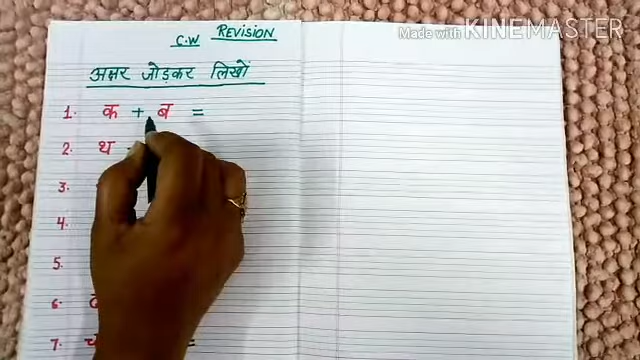 Made with KINEMASTER
C.W REVISION
अक्षर जोड़कर लिखों
1. क + ब =
2. थ
3.
4.
5.
6.
7. =